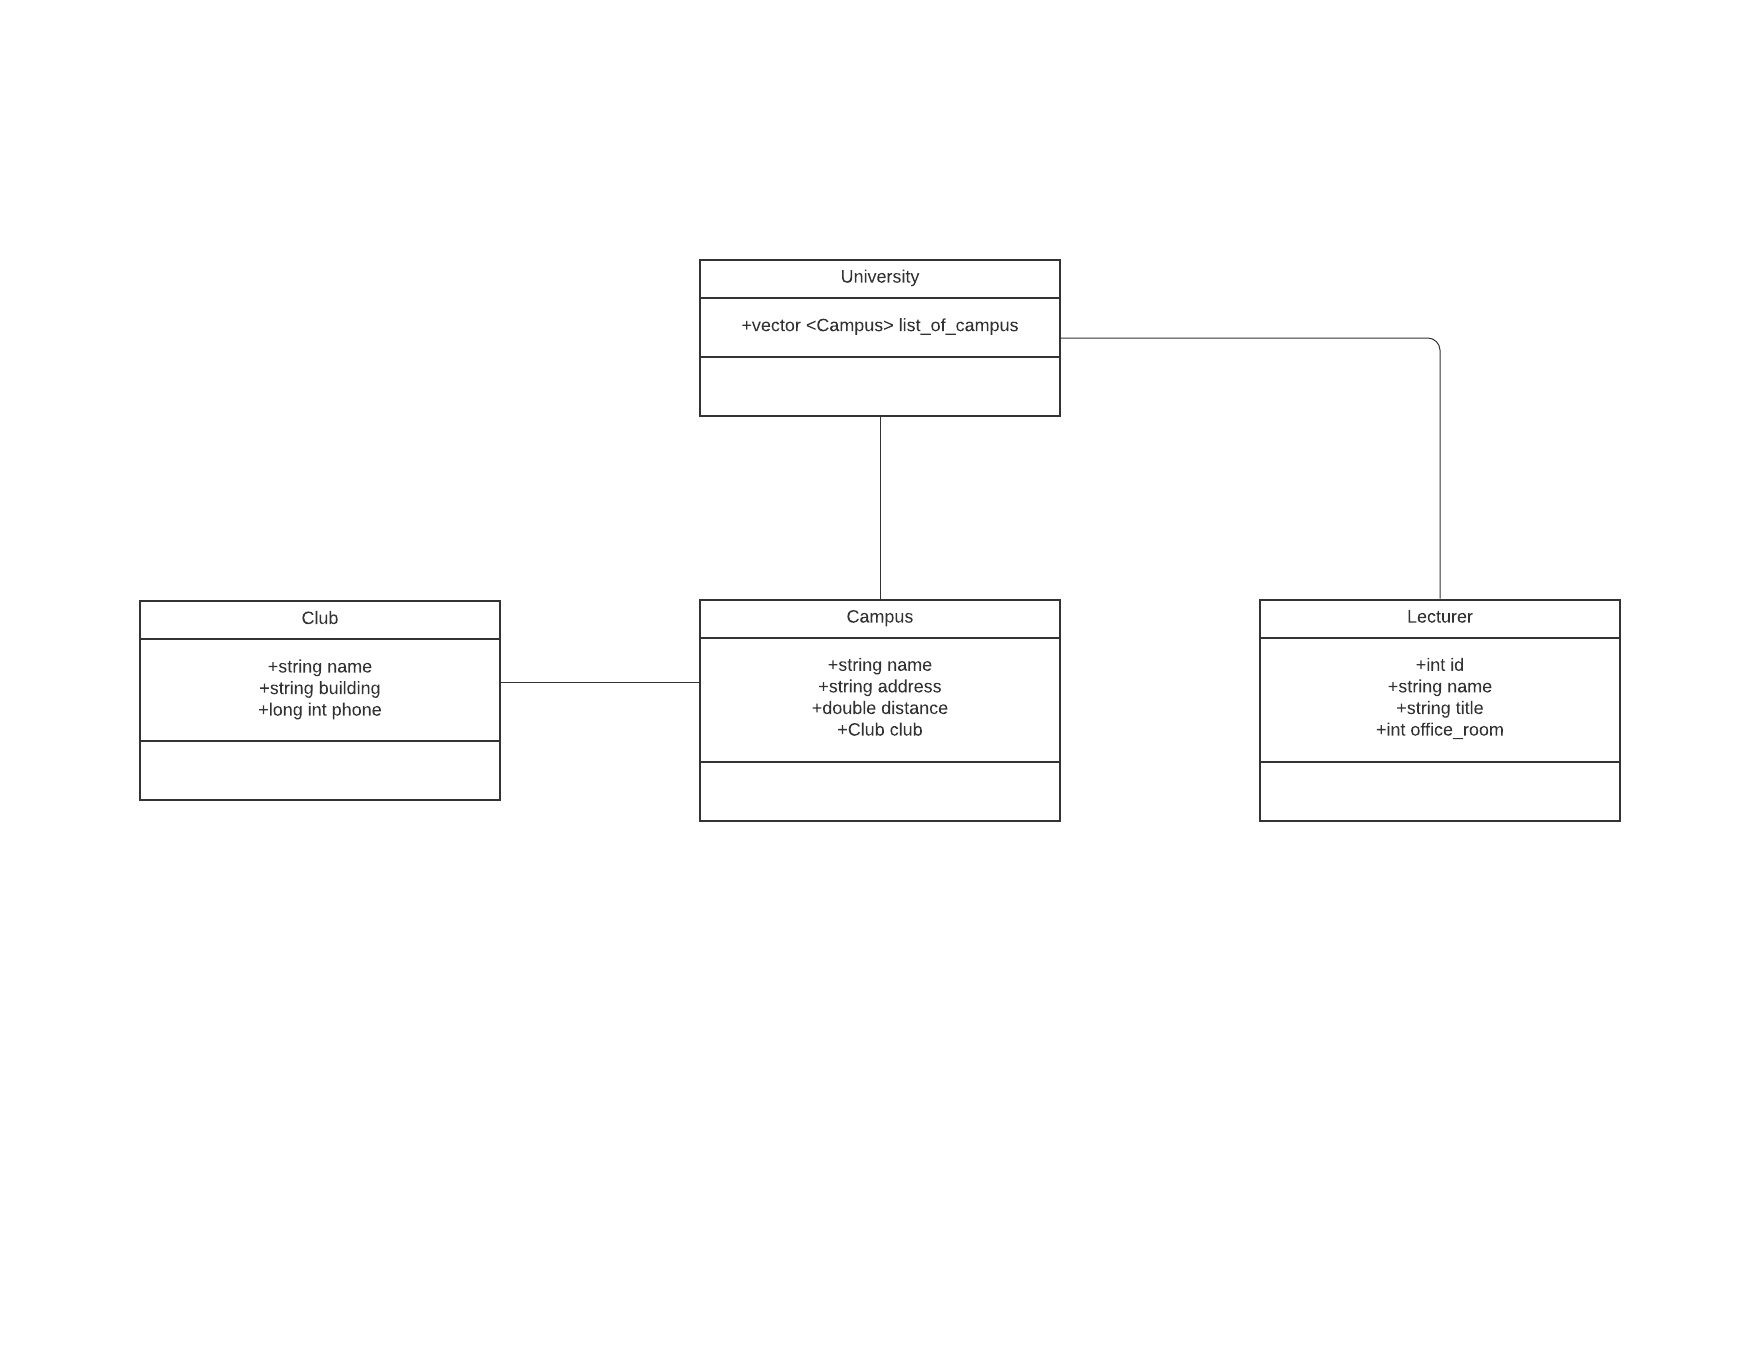 University
+vector <Campus> list_of_campus
Club
+string name
+string building
+long int phone
Campus
+string name
+string address
+double distance
+Club club
Lecturer
+int id
+string name
+string title
+int office_room